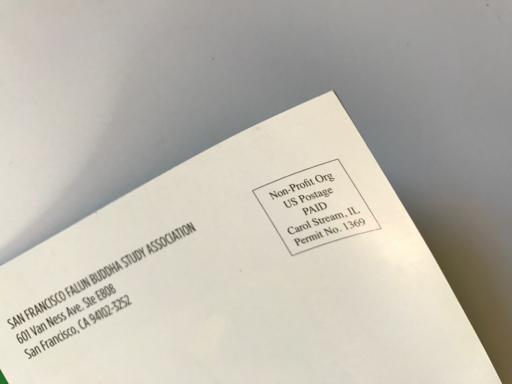 SAN FRANCISCO FALUN BUDDHA STUDY ASSOCIATION
601 Van Ness Ave. Ste E808
San Francisco, CA 94102-3252
Non-Profit Org
US Postage
PAID
Carol Stream, IL
Permit No. 1369